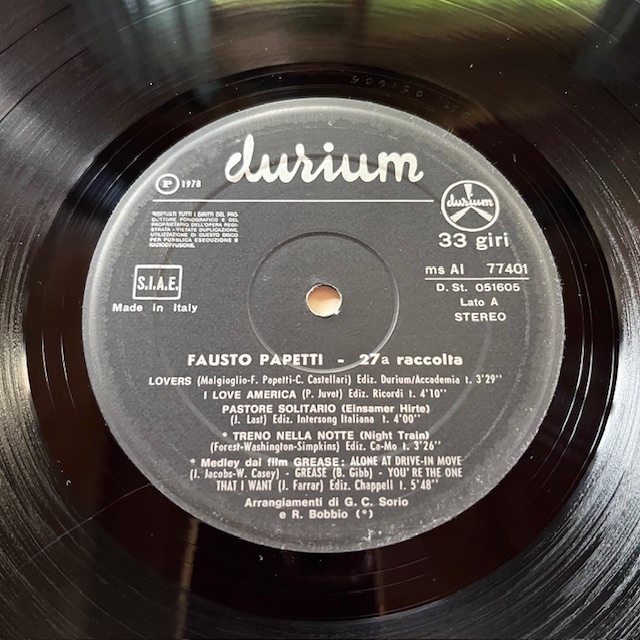 durium
P 1978
durium
RISERVATI TUTTI I DIRITTI DEL PRO-
DUTTORE FONOGRAFICO E DEL
PROPRIETARIO DELL'OPERA REGI-
STRATA - VIETATE DUPLICAZIONE,
UTILIZZAZIONE DI QUESTO DISCO
PER PUBBLICA ESECUZIONE E
RADIODIFFUSIONE.
33 giri
ms AI 77401
D. St. 051605
Lato A
STEREO
S.I.A.E.
Made in Italy
FAUSTO PAPETTI - 27a raccolta
LOVERS (Malgioglio-F. Papetti-C. Castellari) Ediz. Durium/Accademia t. 3'29"
I LOVE AMERICA (P. Juvet) Ediz. Ricordi t. 4'10"
PASTORE SOLITARIO (Einsamer Hirte)
(J. Last) Ediz. Intersong Italiana t. 4'00"
* TRENO NELLA NOTTE (Night Train)
(Forest-Washington-Simpkins) Ediz. Ca-Mo t. 3'26"
* Medley dal film GREASE: ALONE AT DRIVE-IN MOVE
(J. Jacobs-W. Casey) - GREASE (B. Gibb) - YOU'RE THE ONE
THAT I WANT (J. Farrar) Ediz. Chappell t. 5'48"
Arrangiamenti di G. C. Sorio
e R. Bobbio (*)